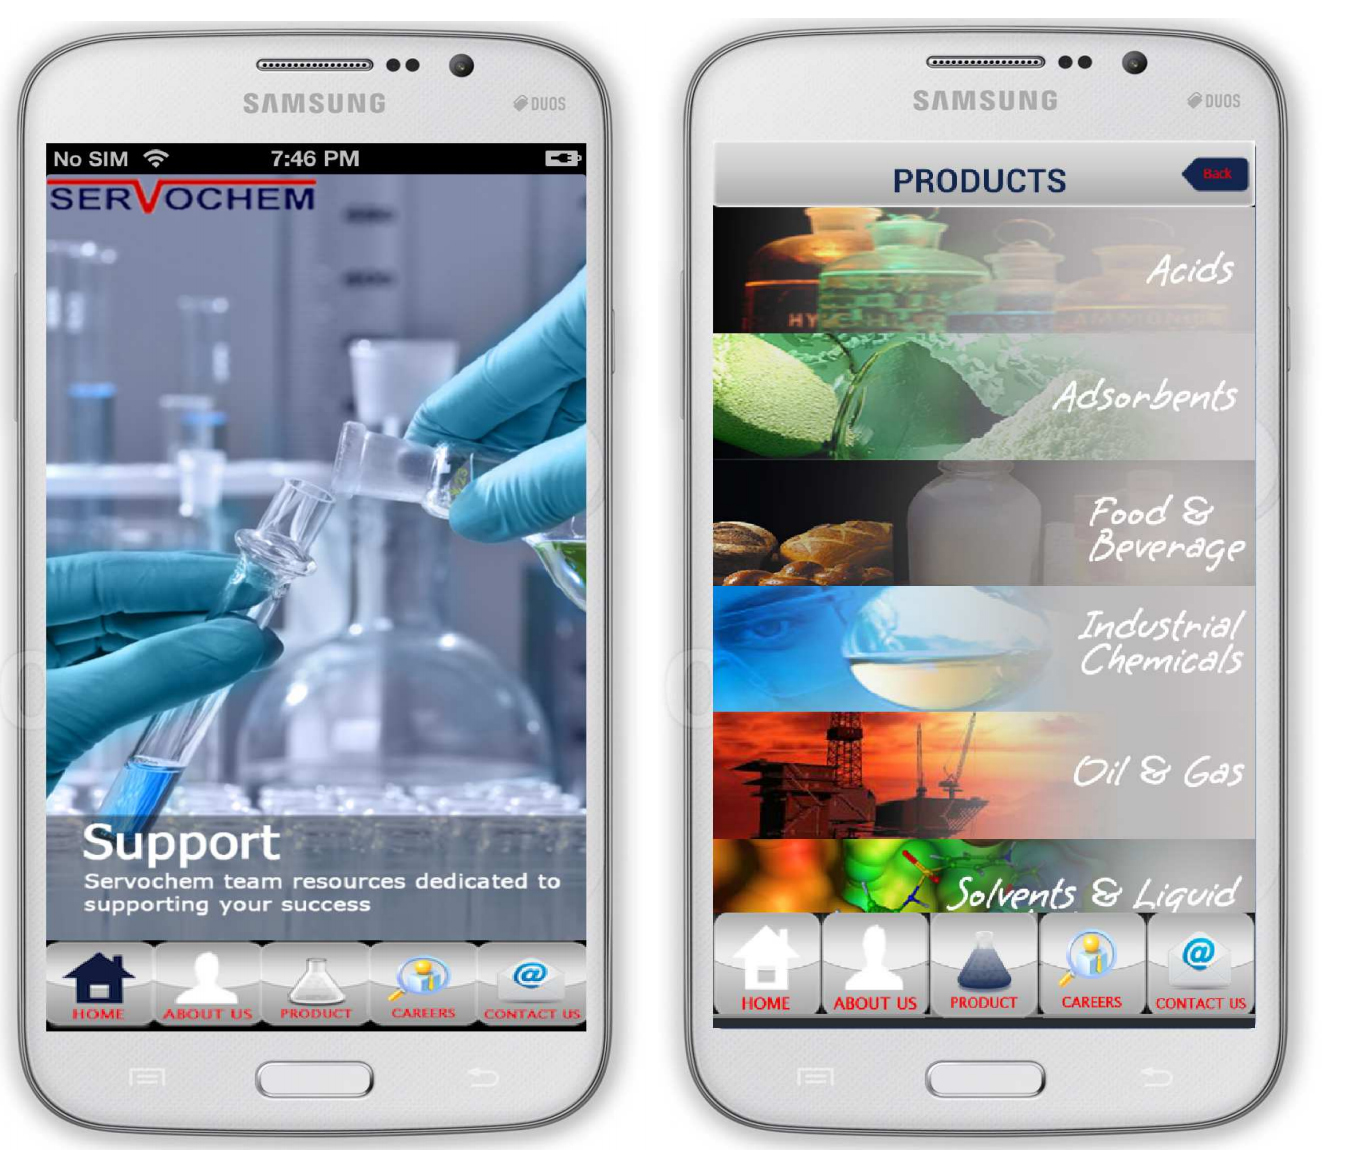 SAMSUNG
DUOS
No SIM 7:46 PM
SERVOCHEM
Support
Servochem team resources dedicated to
supporting your success
HOME ABOUT US PRODUCT CAREERS CONTACT US
SAMSUNG
DUOS
PRODUCTS
Back
Acids
Adsorbents
Food &
Beverage
Industrial
Chemicals
Oil & Gas
Solvents & Liquid
HOME ABOUT US PRODUCT CAREERS CONTACT US